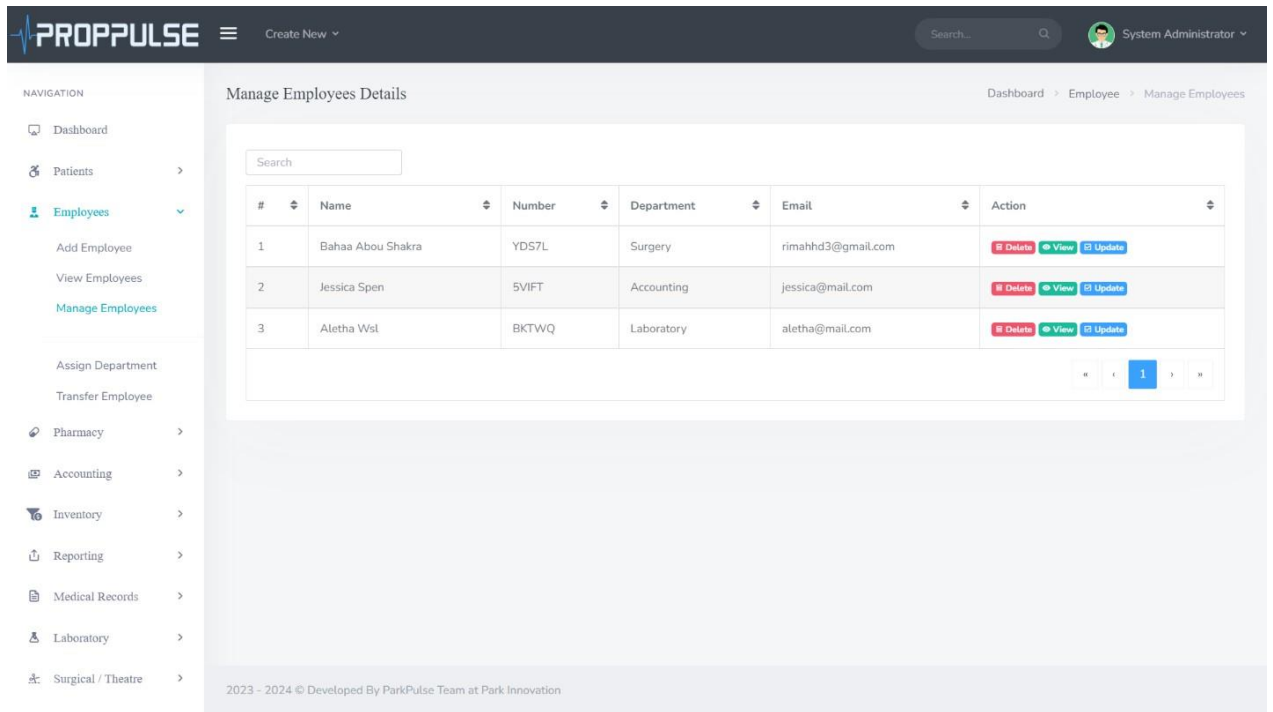 PROPPULSE Create New Search... System Administrator
NAVIGATION
Manage Employees Details Dashboard > Employee > Manage Employees
Dashboard
Patients
Employees
Add Employee
View Employees
Manage Employees
Assign Department
Transfer Employee
Pharmacy
Accounting
Inventory
Reporting
Medical Records
Laboratory
Surgical / Theatre
Search
# Name Number Department Email Action
1 Bahaa Abou Shakra YDS7L Surgery rimahhd3@gmail.com Delete View Update
2 Jessica Spen 5VIFT Accounting jessica@mail.com Delete View Update
3 Aletha Wsl BKTWQ Laboratory aletha@mail.com Delete View Update
« ‹ 1 › »
2023 - 2024 © Developed By ParkPulse Team at Park Innovation